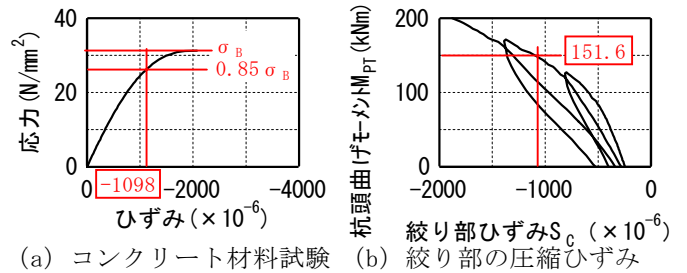 応力(N/mm²)
40
20
0
σB
0.85σB
-1098
0
-2000
-4000
ひずみ(×10⁻⁶)
(a) コンクリート材料試験
杭頭曲げモーメントM_PT(kNm)
200
100
0
151.6
-2000
-1000
0
絞り部ひずみS_C(×10⁻⁶)
(b) 絞り部の圧縮ひずみ